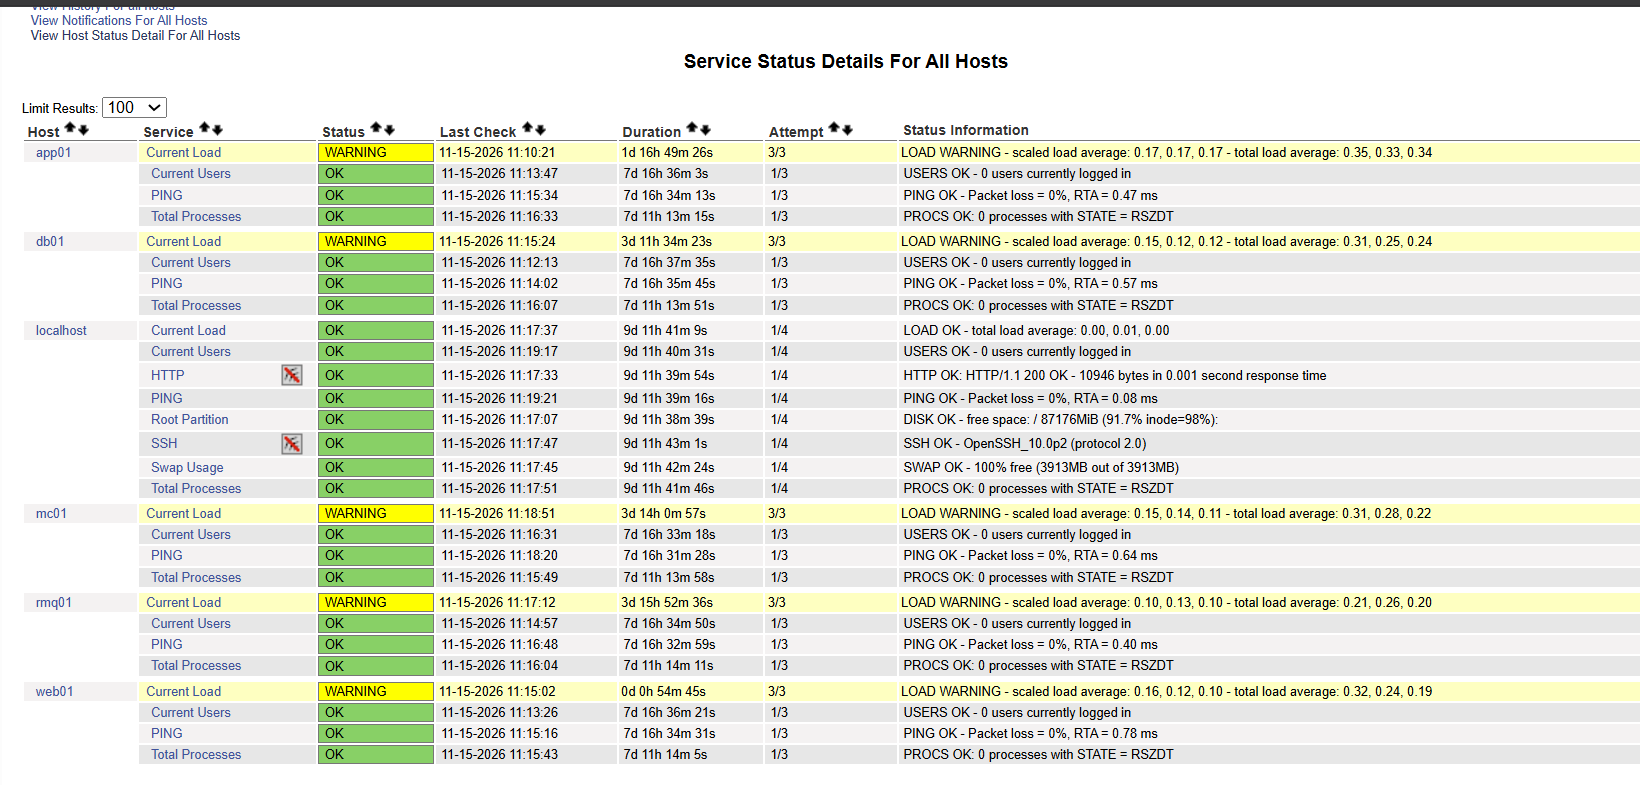 View History For all hosts
View Notifications For All Hosts
View Host Status Detail For All Hosts
Service Status Details For All Hosts
Limit Results: 100
Host Service Status Last Check Duration Attempt Status Information
app01 Current Load WARNING 11-15-2026 11:10:21 1d 16h 49m 26s 3/3 LOAD WARNING - scaled load average: 0.17, 0.17, 0.17 - total load average: 0.35, 0.33, 0.34
Current Users OK 11-15-2026 11:13:47 7d 16h 36m 3s 1/3 USERS OK - 0 users currently logged in
PING OK 11-15-2026 11:15:34 7d 16h 34m 13s 1/3 PING OK - Packet loss = 0%, RTA = 0.47 ms
Total Processes OK 11-15-2026 11:16:33 7d 11h 13m 15s 1/3 PROCS OK: 0 processes with STATE = RSZDT
db01 Current Load WARNING 11-15-2026 11:15:24 3d 11h 34m 23s 3/3 LOAD WARNING - scaled load average: 0.15, 0.12, 0.12 - total load average: 0.31, 0.25, 0.24
Current Users OK 11-15-2026 11:12:13 7d 16h 37m 35s 1/3 USERS OK - 0 users currently logged in
PING OK 11-15-2026 11:14:02 7d 16h 35m 45s 1/3 PING OK - Packet loss = 0%, RTA = 0.57 ms
Total Processes OK 11-15-2026 11:16:07 7d 11h 13m 51s 1/3 PROCS OK: 0 processes with STATE = RSZDT
localhost Current Load OK 11-15-2026 11:17:37 9d 11h 41m 9s 1/4 LOAD OK - total load average: 0.00, 0.01, 0.00
Current Users OK 11-15-2026 11:19:17 9d 11h 40m 31s 1/4 USERS OK - 0 users currently logged in
HTTP OK 11-15-2026 11:17:33 9d 11h 39m 54s 1/4 HTTP OK: HTTP/1.1 200 OK - 10946 bytes in 0.001 second response time
PING OK 11-15-2026 11:19:21 9d 11h 39m 16s 1/4 PING OK - Packet loss = 0%, RTA = 0.08 ms
Root Partition OK 11-15-2026 11:17:07 9d 11h 38m 39s 1/4 DISK OK - free space: / 87176MiB (91.7% inode=98%):
SSH OK 11-15-2026 11:17:47 9d 11h 43m 1s 1/4 SSH OK - OpenSSH_10.0p2 (protocol 2.0)
Swap Usage OK 11-15-2026 11:17:45 9d 11h 42m 24s 1/4 SWAP OK - 100% free (3913MB out of 3913MB)
Total Processes OK 11-15-2026 11:17:51 9d 11h 41m 46s 1/4 PROCS OK: 0 processes with STATE = RSZDT
mc01 Current Load WARNING 11-15-2026 11:18:51 3d 14h 0m 57s 3/3 LOAD WARNING - scaled load average: 0.15, 0.14, 0.11 - total load average: 0.31, 0.28, 0.22
Current Users OK 11-15-2026 11:16:31 7d 16h 33m 18s 1/3 USERS OK - 0 users currently logged in
PING OK 11-15-2026 11:18:20 7d 16h 31m 28s 1/3 PING OK - Packet loss = 0%, RTA = 0.64 ms
Total Processes OK 11-15-2026 11:15:49 7d 11h 13m 58s 1/3 PROCS OK: 0 processes with STATE = RSZDT
rmq01 Current Load WARNING 11-15-2026 11:17:12 3d 15h 52m 36s 3/3 LOAD WARNING - scaled load average: 0.10, 0.13, 0.10 - total load average: 0.21, 0.26, 0.20
Current Users OK 11-15-2026 11:14:57 7d 16h 34m 50s 1/3 USERS OK - 0 users currently logged in
PING OK 11-15-2026 11:16:48 7d 16h 32m 59s 1/3 PING OK - Packet loss = 0%, RTA = 0.40 ms
Total Processes OK 11-15-2026 11:16:04 7d 11h 14m 11s 1/3 PROCS OK: 0 processes with STATE = RSZDT
web01 Current Load WARNING 11-15-2026 11:15:02 0d 0h 54m 45s 3/3 LOAD WARNING - scaled load average: 0.16, 0.12, 0.10 - total load average: 0.32, 0.24, 0.19
Current Users OK 11-15-2026 11:13:26 7d 16h 36m 21s 1/3 USERS OK - 0 users currently logged in
PING OK 11-15-2026 11:15:16 7d 16h 34m 31s 1/3 PING OK - Packet loss = 0%, RTA = 0.78 ms
Total Processes OK 11-15-2026 11:15:43 7d 11h 14m 5s 1/3 PROCS OK: 0 processes with STATE = RSZDT